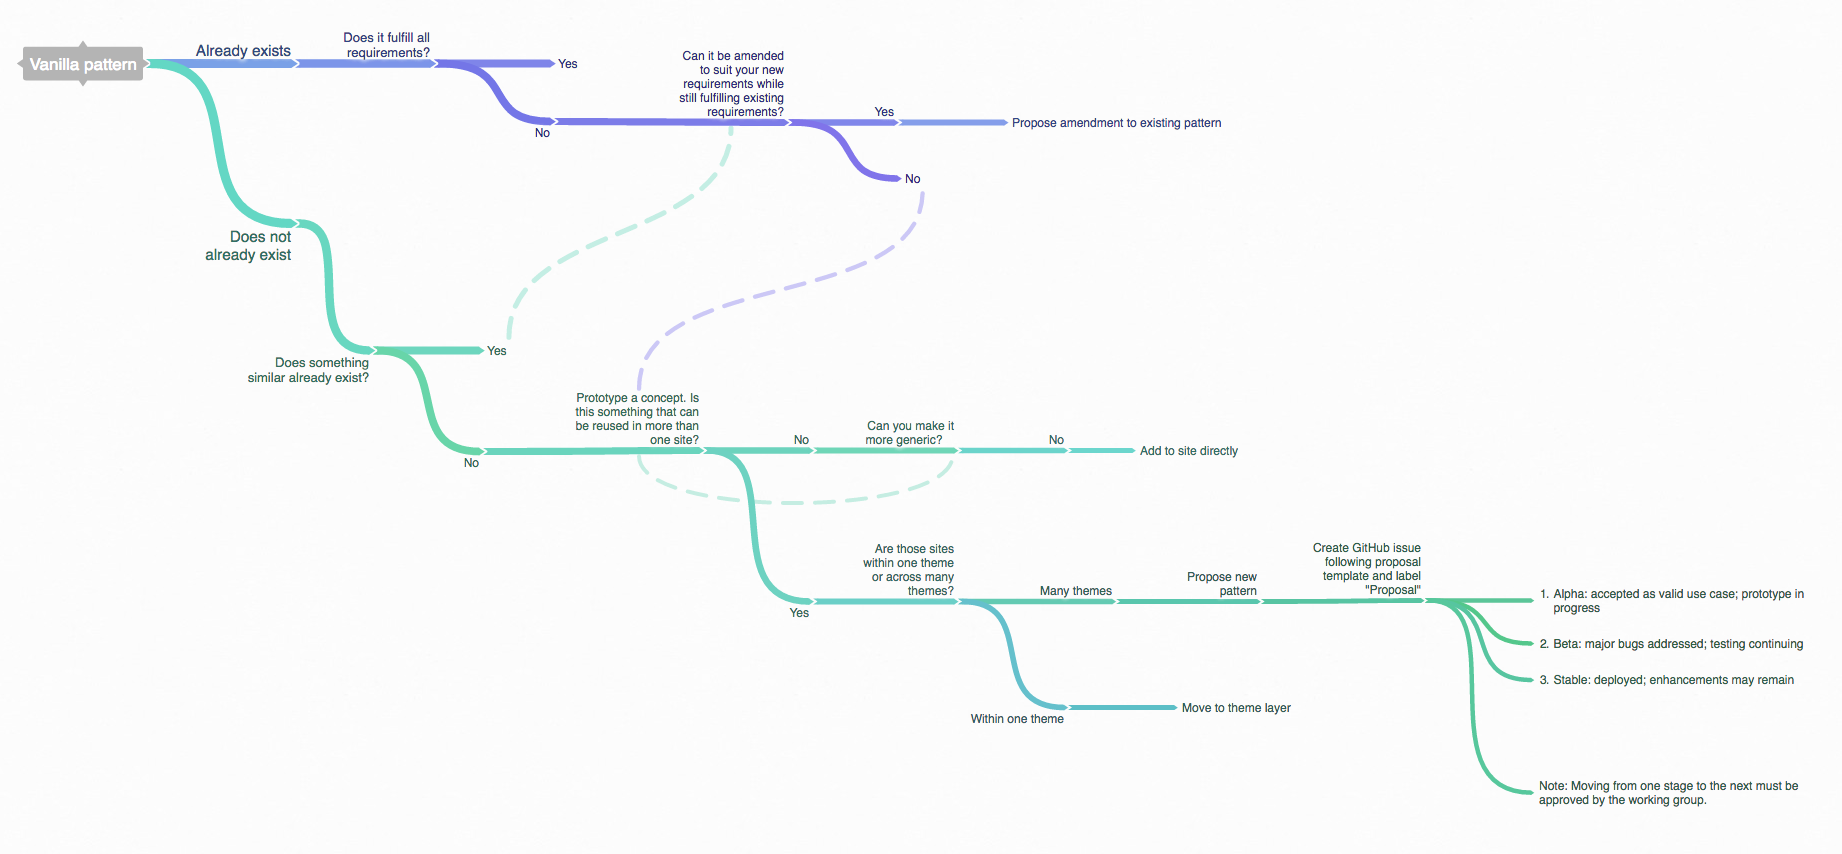 Vanilla pattern
Already exists
Does it fulfill all
requirements?
Yes
No
Can it be amended
to suit your new
requirements while
still fulfilling existing
requirements?
Yes
Propose amendment to existing pattern
No
Does not
already exist
Does something
similar already exist?
Yes
No
Prototype a concept. Is
this something that can
be reused in more than
one site?
No
Can you make it
more generic?
No
Add to site directly
Yes
Are those sites
within one theme
or across many
themes?
Many themes
Propose new
pattern
Create GitHub issue
following proposal
template and label
"Proposal"
1. Alpha: accepted as valid use case; prototype in
progress
2. Beta: major bugs addressed; testing continuing
3. Stable: deployed; enhancements may remain
Within one theme
Move to theme layer
Note: Moving from one stage to the next must be
approved by the working group.